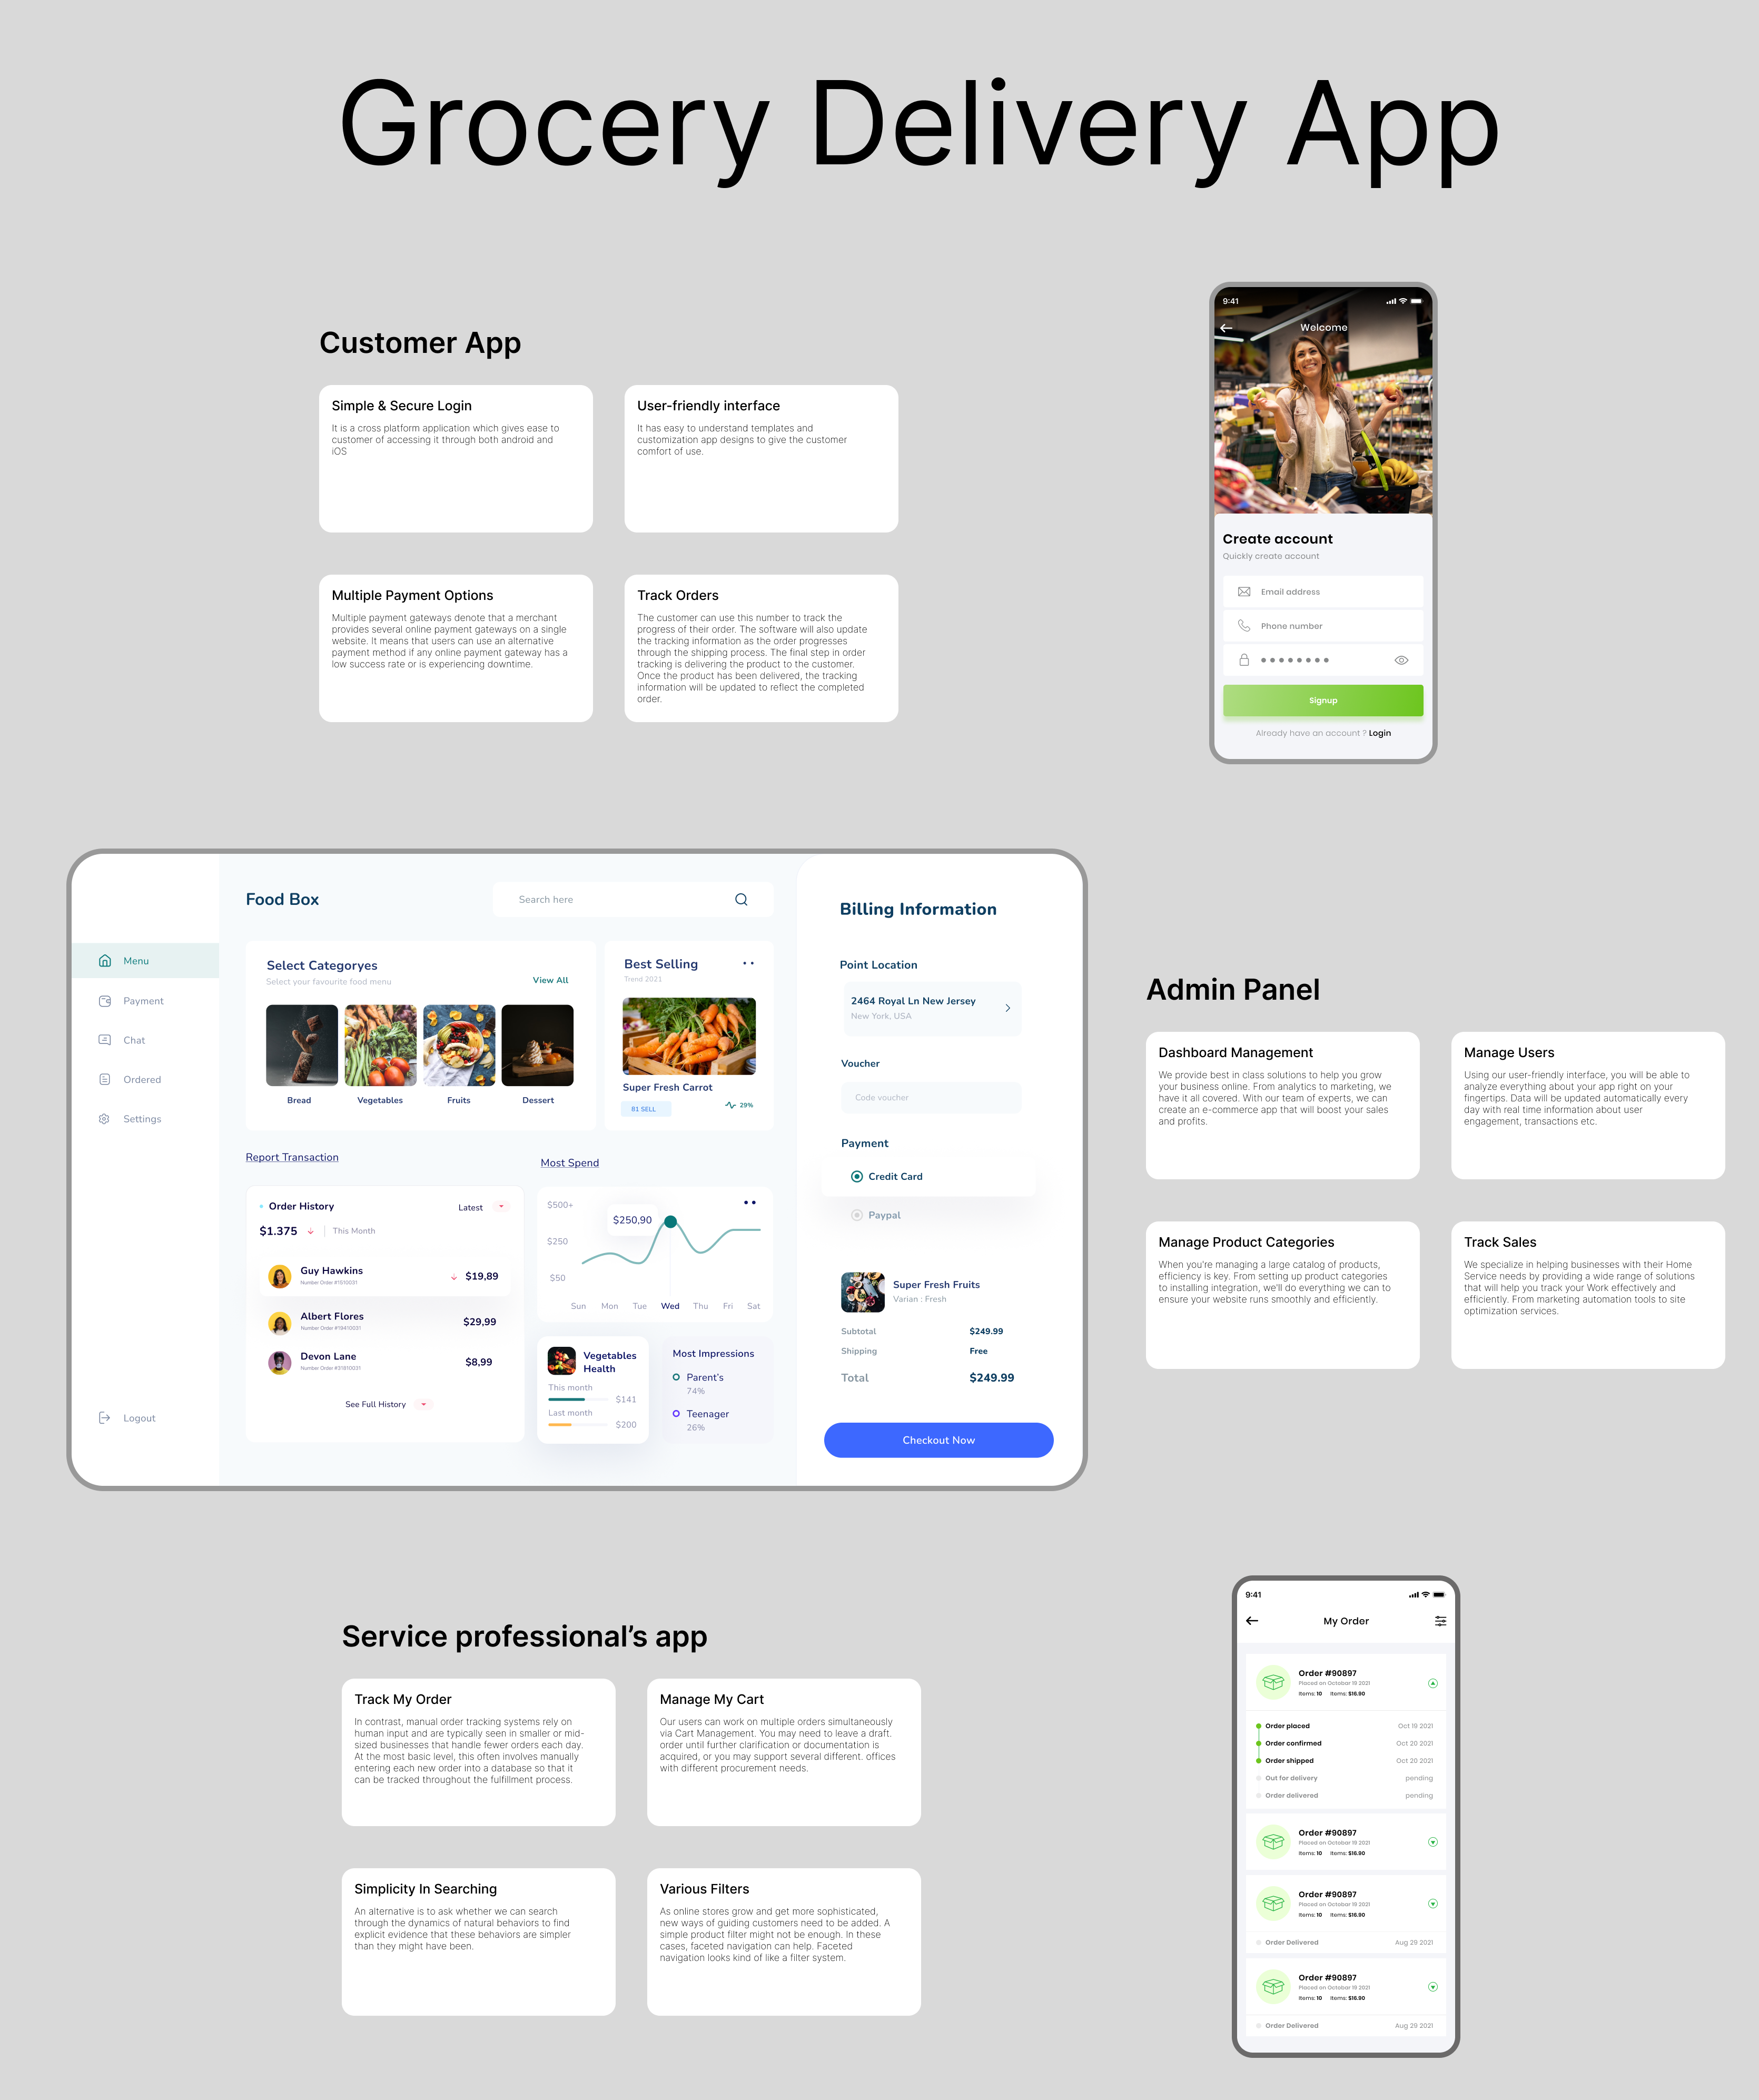 Grocery Delivery App
Customer App
Simple & Secure Login
It is a cross platform application which gives ease to
customer of accessing it through both android and
iOS
User-friendly interface
It has easy to understand templates and
customization app designs to give the customer
comfort of use.
Multiple Payment Options
Multiple payment gateways denote that a merchant
provides several online payment gateways on a single
website. It means that users can use an alternative
payment method if any online payment gateway has a
low success rate or is experiencing downtime.
Track Orders
The customer can use this number to track the
progress of their order. The software will also update
the tracking information as the order progresses
through the shipping process. The final step in order
tracking is delivering the product to the customer.
Once the product has been delivered, the tracking
information will be updated to reflect the completed
order.
9:41
Welcome
Create account
Quickly create account
Email address
Phone number
Signup
Already have an account ? Login
Menu
Payment
Chat
Ordered
Settings
Logout
Food Box
Search here
Select Categoryes
Select your favourite food menu
View All
Bread
Vegetables
Fruits
Dessert
Best Selling
Trend 2021
Super Fresh Carrot
81 SELL
29%
Report Transaction
Order History
Latest
$1.375
This Month
Guy Hawkins
Number Order #1510031
$19,89
Albert Flores
Number Order #19410031
$29,99
Devon Lane
Number Order #31810031
$8,99
See Full History
Most Spend
$500+
$250
$50
$250,90
Sun Mon Tue Wed Thu Fri Sat
Vegetables
Health
This month
$141
Last month
$200
Most Impressions
Parent's
74%
Teenager
26%
Billing Information
Point Location
2464 Royal Ln New Jersey
New York, USA
Voucher
Code voucher
Payment
Credit Card
Paypal
Super Fresh Fruits
Varian : Fresh
Subtotal $249.99
Shipping Free
Total $249.99
Checkout Now
Admin Panel
Dashboard Management
We provide best in class solutions to help you grow
your business online. From analytics to marketing, we
have it all covered. With our team of experts, we can
create an e-commerce app that will boost your sales
and profits.
Manage Users
Using our user-friendly interface, you will be able to
analyze everything about your app right on your
fingertips. Data will be updated automatically every
day with real time information about user
engagement, transactions etc.
Manage Product Categories
When you're managing a large catalog of products,
efficiency is key. From setting up product categories
to installing integration, we'll do everything we can to
ensure your website runs smoothly and efficiently.
Track Sales
We specialize in helping businesses with their Home
Service needs by providing a wide range of solutions
that will help you track your Work effectively and
efficiently. From marketing automation tools to site
optimization services.
Service professional's app
Track My Order
In contrast, manual order tracking systems rely on
human input and are typically seen in smaller or mid-
sized businesses that handle fewer orders each day.
At the most basic level, this often involves manually
entering each new order into a database so that it
can be tracked throughout the fulfillment process.
Manage My Cart
Our users can work on multiple orders simultaneously
via Cart Management. You may need to leave a draft.
order until further clarification or documentation is
acquired, or you may support several different. offices
with different procurement needs.
Simplicity In Searching
An alternative is to ask whether we can search
through the dynamics of natural behaviors to find
explicit evidence that these behaviors are simpler
than they might have been.
Various Filters
As online stores grow and get more sophisticated,
new ways of guiding customers need to be added. A
simple product filter might not be enough. In these
cases, faceted navigation can help. Faceted
navigation looks kind of like a filter system.
9:41
My Order
Order #90897
Placed on Octobar 19 2021
Items: 10 Items: $16.90
Order placed Oct 19 2021
Order confirmed Oct 20 2021
Order shipped Oct 20 2021
Out for delivery pending
Order delivered pending
Order #90897
Placed on Octobar 19 2021
Items: 10 Items: $16.90
Order #90897
Placed on Octobar 19 2021
Items: 10 Items: $16.90
Order Delivered Aug 29 2021
Order #90897
Placed on Octobar 19 2021
Items: 10 Items: $16.90
Order Delivered Aug 29 2021